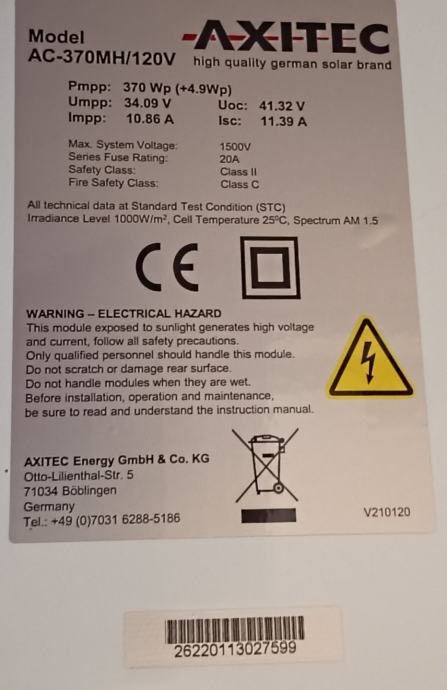 Model
AC-370MH/120V
AXITEC
high quality german solar brand
Pmpp: 370 Wp (+4.9Wp)
Umpp: 34.09 V Uoc: 41.32 V
Impp: 10.86 A Isc: 11.39 A
Max. System Voltage: 1500V
Series Fuse Rating: 20A
Safety Class: Class II
Fire Safety Class: Class C
All technical data at Standard Test Condition (STC)
Irradiance Level 1000W/m², Cell Temperature 25ºC, Spectrum AM 1.5
CE
WARNING – ELECTRICAL HAZARD
This module exposed to sunlight generates high voltage
and current, follow all safety precautions.
Only qualified personnel should handle this module.
Do not scratch or damage rear surface.
Do not handle modules when they are wet.
Before installation, operation and maintenance,
be sure to read and understand the instruction manual.
AXITEC Energy GmbH & Co. KG
Otto-Lilienthal-Str. 5
71034 Böblingen
Germany
Tel.: +49 (0)7031 6288-5186
V210120
26220113027599